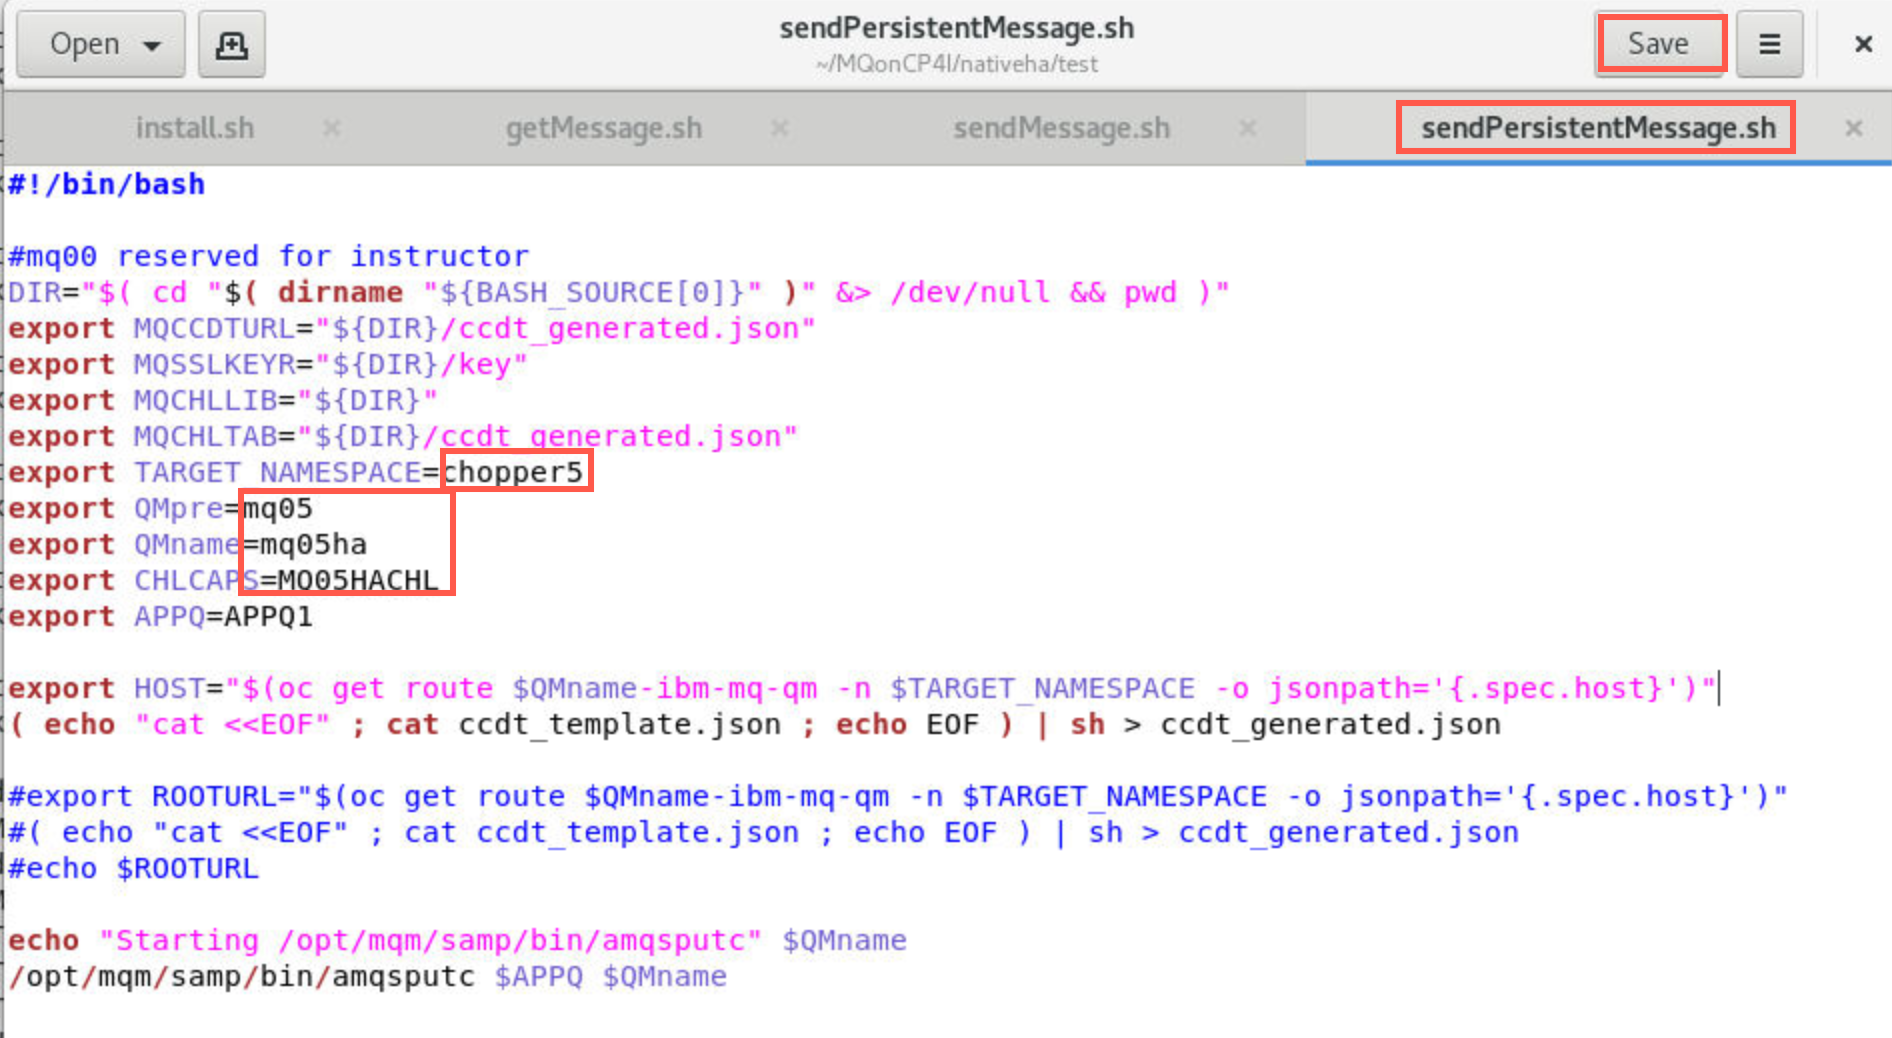 Open
sendPersistentMessage.sh
~/MQonCP4I/nativeha/test
Save
install.sh
getMessage.sh
sendMessage.sh
sendPersistentMessage.sh
#!/bin/bash
#mq00 reserved for instructor
DIR="$( cd "$( dirname "${BASH_SOURCE[0]}" )" &> /dev/null && pwd )"
export MQCCDTURL="${DIR}/ccdt_generated.json"
export MQSSLKEYR="${DIR}/key"
export MQCHLLIB="${DIR}"
export MQCHLTAB="${DIR}/ccdt_generated.json"
export TARGET_NAMESPACE=chopper5
export QMpre=mq05
export QMname=mq05ha
export CHLCAPS=MQ05HACHL
export APPQ=APPQ1
export HOST="$(oc get route $QMname-ibm-mq-qm -n $TARGET_NAMESPACE -o jsonpath='{.spec.host}')"
( echo "cat <<EOF" ; cat ccdt_template.json ; echo EOF ) | sh > ccdt_generated.json
#export ROOTURL="$(oc get route $QMname-ibm-mq-qm -n $TARGET_NAMESPACE -o jsonpath='{.spec.host}')"
#( echo "cat <<EOF" ; cat ccdt_template.json ; echo EOF ) | sh > ccdt_generated.json
#echo $ROOTURL
echo "Starting /opt/mqm/samp/bin/amqsputc" $QMname
/opt/mqm/samp/bin/amqsputc $APPQ $QMname